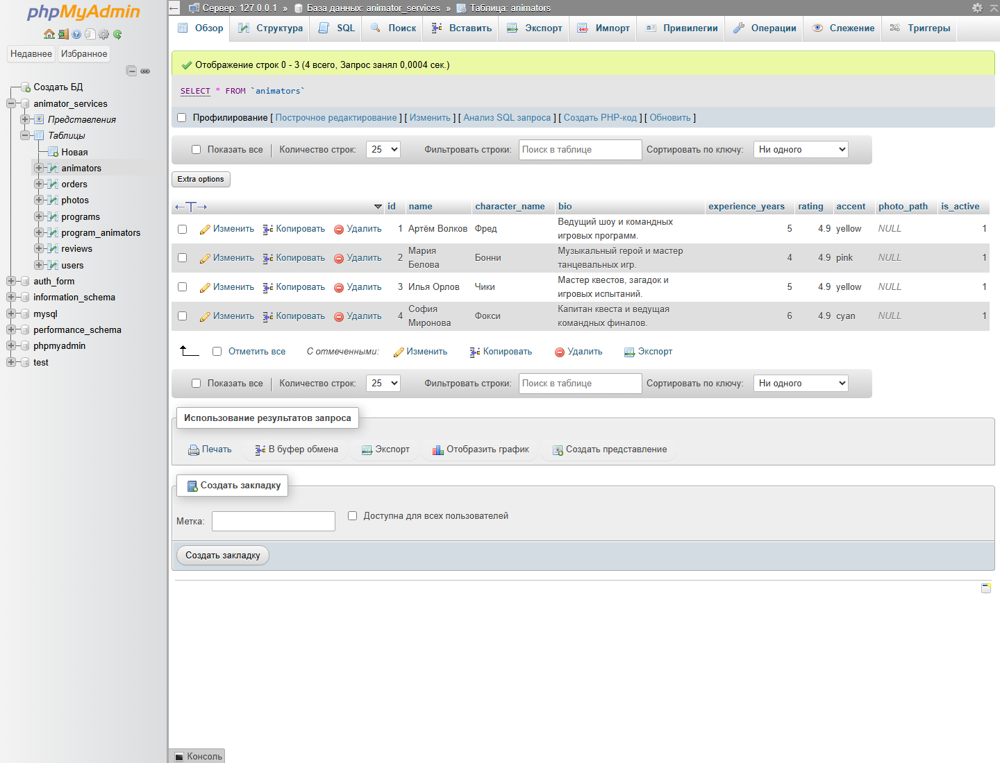 phpMyAdmin
Недавнее Избранное
Создать БД
animator_services
Представления
Таблицы
Новая
animators
orders
photos
programs
program_animators
reviews
users
auth_form
information_schema
mysql
performance_schema
phpmyadmin
test
Сервер: 127.0.0.1 » База данных: animator_services » Таблица: animators
Обзор Структура SQL Поиск Вставить Экспорт Импорт Привилегии Операции Слежение Триггеры
Отображение строк 0 - 3 (4 всего, Запрос занял 0,0004 сек.)
SELECT * FROM `animators`
Профилирование [ Построчное редактирование ] [ Изменить ] [ Анализ SQL запроса ] [ Создать PHP-код ] [ Обновить ]
Показать все Количество строк: 25 Фильтровать строки: Поиск в таблице Сортировать по ключу: Ни одного
Extra options
←T→ id name character_name bio experience_years rating accent photo_path is_active
Изменить Копировать Удалить 1 Артём Волков Фред Ведущий шоу и командных игровых программ. 5 4.9 yellow NULL 1
Изменить Копировать Удалить 2 Мария Белова Бонни Музыкальный герой и мастер танцевальных игр. 4 4.9 pink NULL 1
Изменить Копировать Удалить 3 Илья Орлов Чики Мастер квестов, загадок и игровых испытаний. 5 4.9 yellow NULL 1
Изменить Копировать Удалить 4 София Миронова Фокси Капитан квеста и ведущая командных финалов. 6 4.9 cyan NULL 1
Отметить все С отмеченными: Изменить Копировать Удалить Экспорт
Показать все Количество строк: 25 Фильтровать строки: Поиск в таблице Сортировать по ключу: Ни одного
Использование результатов запроса
Печать В буфер обмена Экспорт Отобразить график Создать представление
Создать закладку
Метка: Доступна для всех пользователей
Создать закладку
Консоль